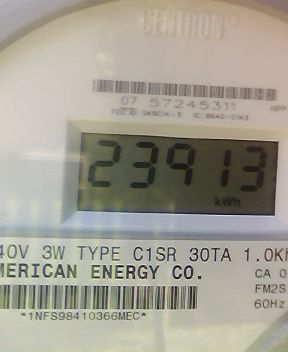 CENTRON
07 57245311
23913
kWh
40V 3W TYPE C1SR 30TA 1.0K
MERICAN ENERGY CO.
CA 0
FM2S
60Hz
*1NFS98410366MEC*